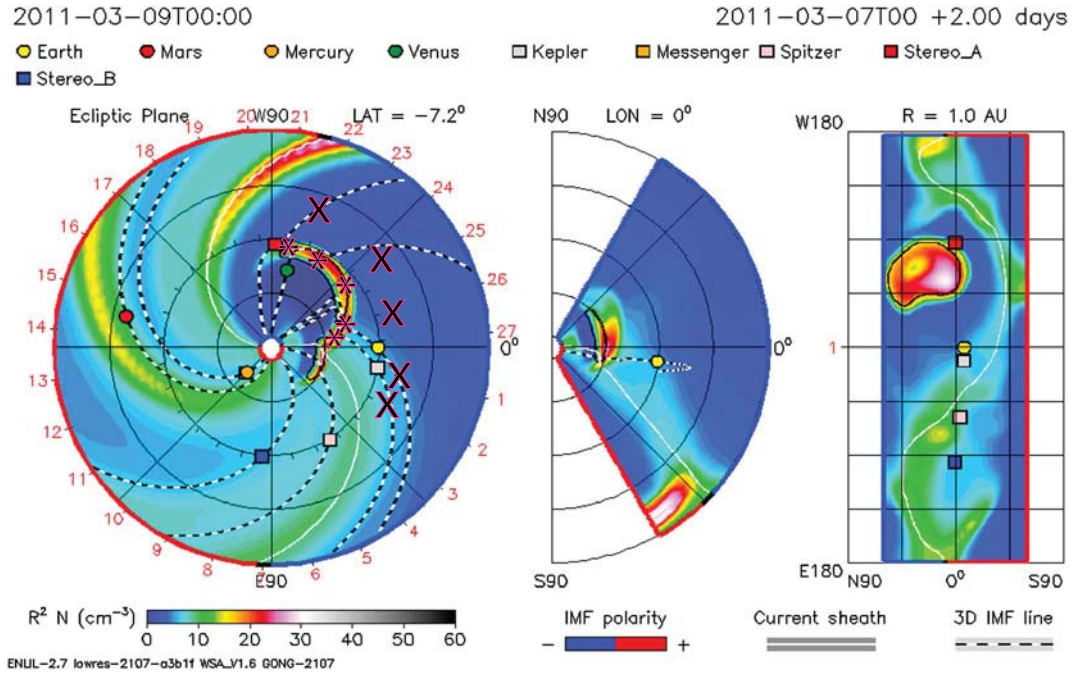 2011-03-09T00:00 2011-03-07T00 +2.00 days
Earth Mars Mercury Venus Kepler Messenger Spitzer Stereo_A
Stereo_B
Ecliptic Plane W90 LAT = -7.2° N90 LON = 0° W180 R = 1.0 AU
20 21
19 22
18 23
17 24
16 25
15 26
14 27
0° 0° 1
13
12 1
11 2
10 3
9 4
8 5
7 6
E90 S90 E180 N90 0° S90
R² N (cm⁻³) IMF polarity Current sheath 3D IMF line
0 10 20 30 40 50 60 - +
ENLIL-2.7 lowres-2107-a3b1f WSA_V1.6 GONG-2107
X X X X X
* * * * *